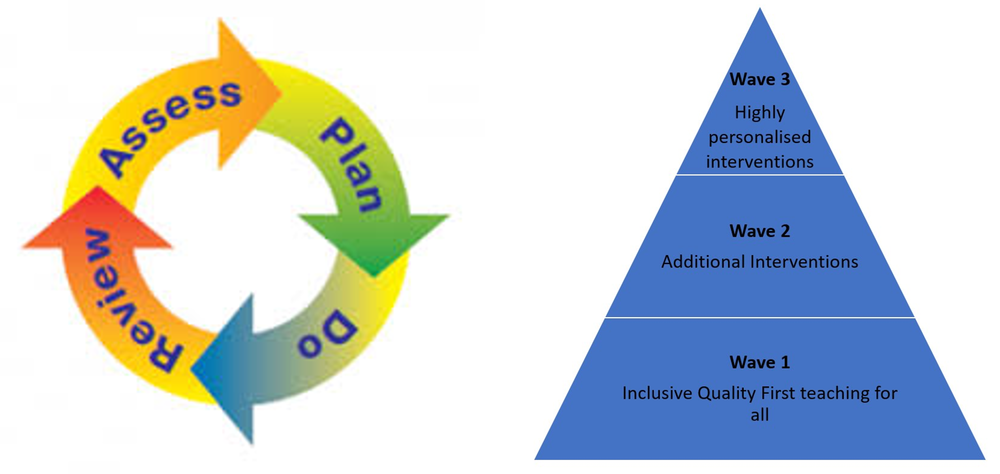 Assess
Plan
Do
Review
Wave 3
Highly
personalised
interventions
Wave 2
Additional Interventions
Wave 1
Inclusive Quality First teaching for
all